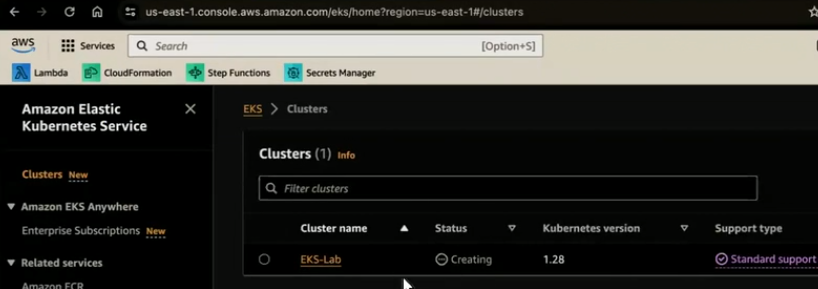 us-east-1.console.aws.amazon.com/eks/home?region=us-east-1#/clusters
aws
Services
Search
[Option+S]
Lambda
CloudFormation
Step Functions
Secrets Manager
Amazon Elastic
Kubernetes Service
Clusters New
Amazon EKS Anywhere
Enterprise Subscriptions New
Related services
Amazon ECR
EKS
Clusters
Clusters (1) Info
Filter clusters
Cluster name Status Kubernetes version Support type
EKS-Lab Creating 1.28 Standard support